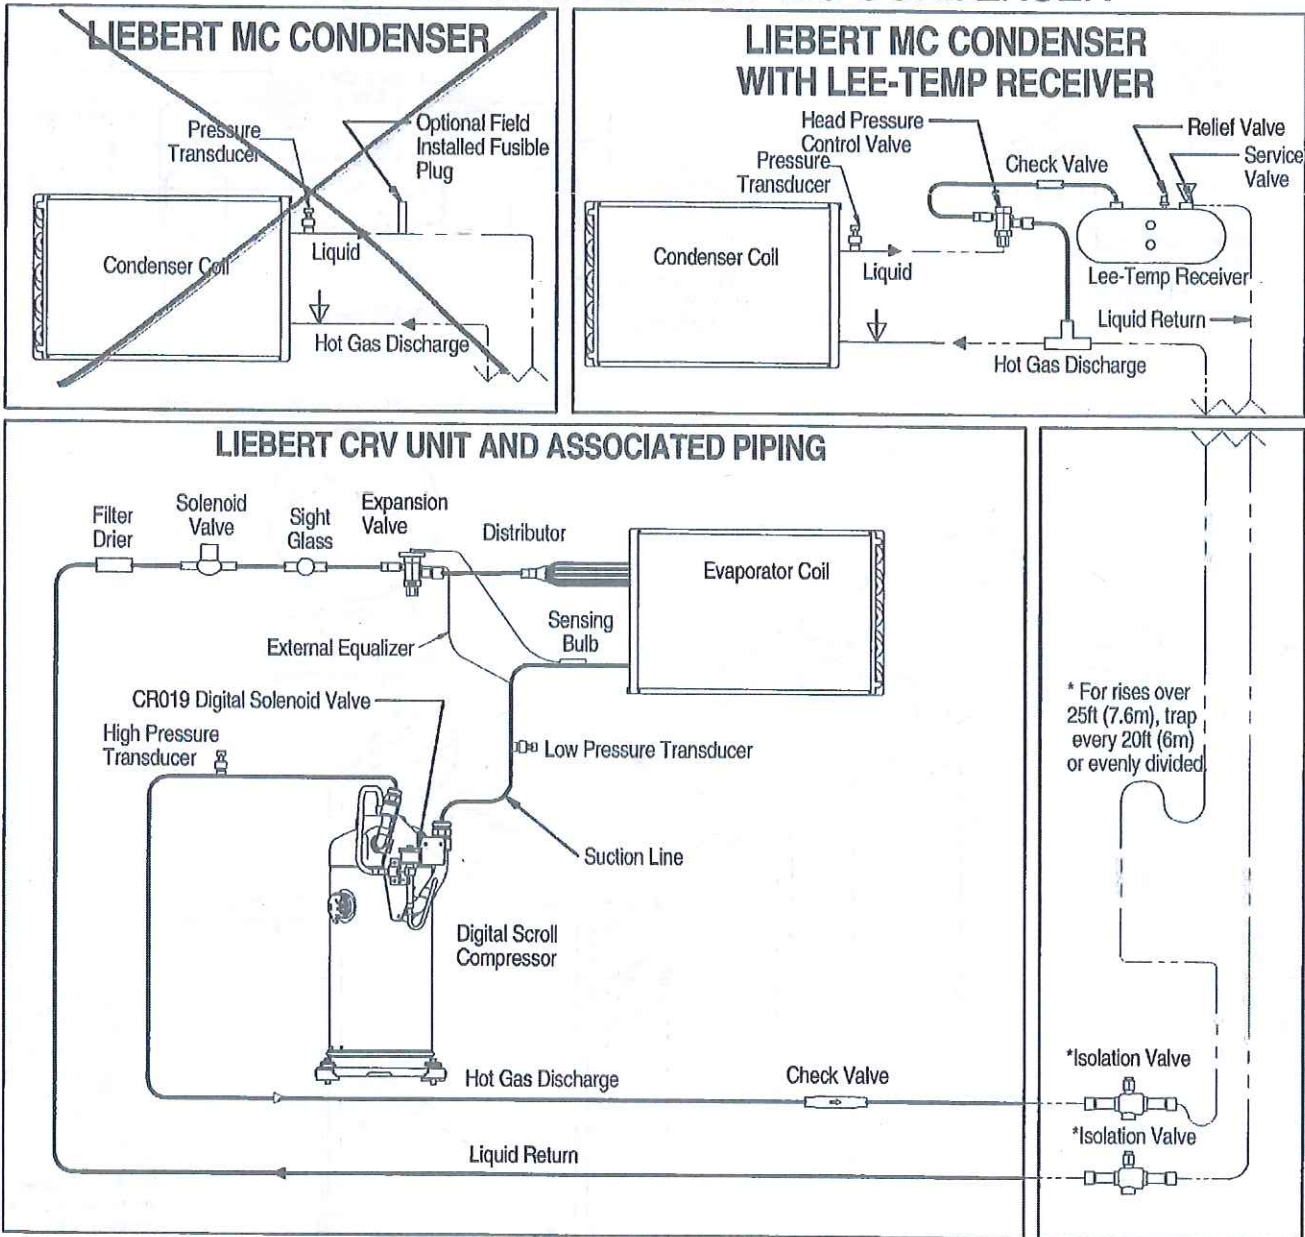 LIEBERT MC CONDENSER
Pressure
Transducer
Optional Field
Installed Fusible
Plug
Condenser Coil
Liquid
Hot Gas Discharge
LIEBERT MC CONDENSER
WITH LEE-TEMP RECEIVER
Head Pressure
Control Valve
Pressure
Transducer
Check Valve
Relief Valve
Service
Valve
Condenser Coil
Liquid
Lee-Temp Receiver
Liquid Return
Hot Gas Discharge
LIEBERT CRV UNIT AND ASSOCIATED PIPING
Filter
Drier
Solenoid
Valve
Sight
Glass
Expansion
Valve
Distributor
Evaporator Coil
External Equalizer
Sensing
Bulb
CR019 Digital Solenoid Valve
High Pressure
Transducer
Low Pressure Transducer
Suction Line
Digital Scroll
Compressor
Hot Gas Discharge
Check Valve
Liquid Return
* For rises over
25ft (7.6m), trap
every 20ft (6m)
or evenly divided
*Isolation Valve
*Isolation Valve